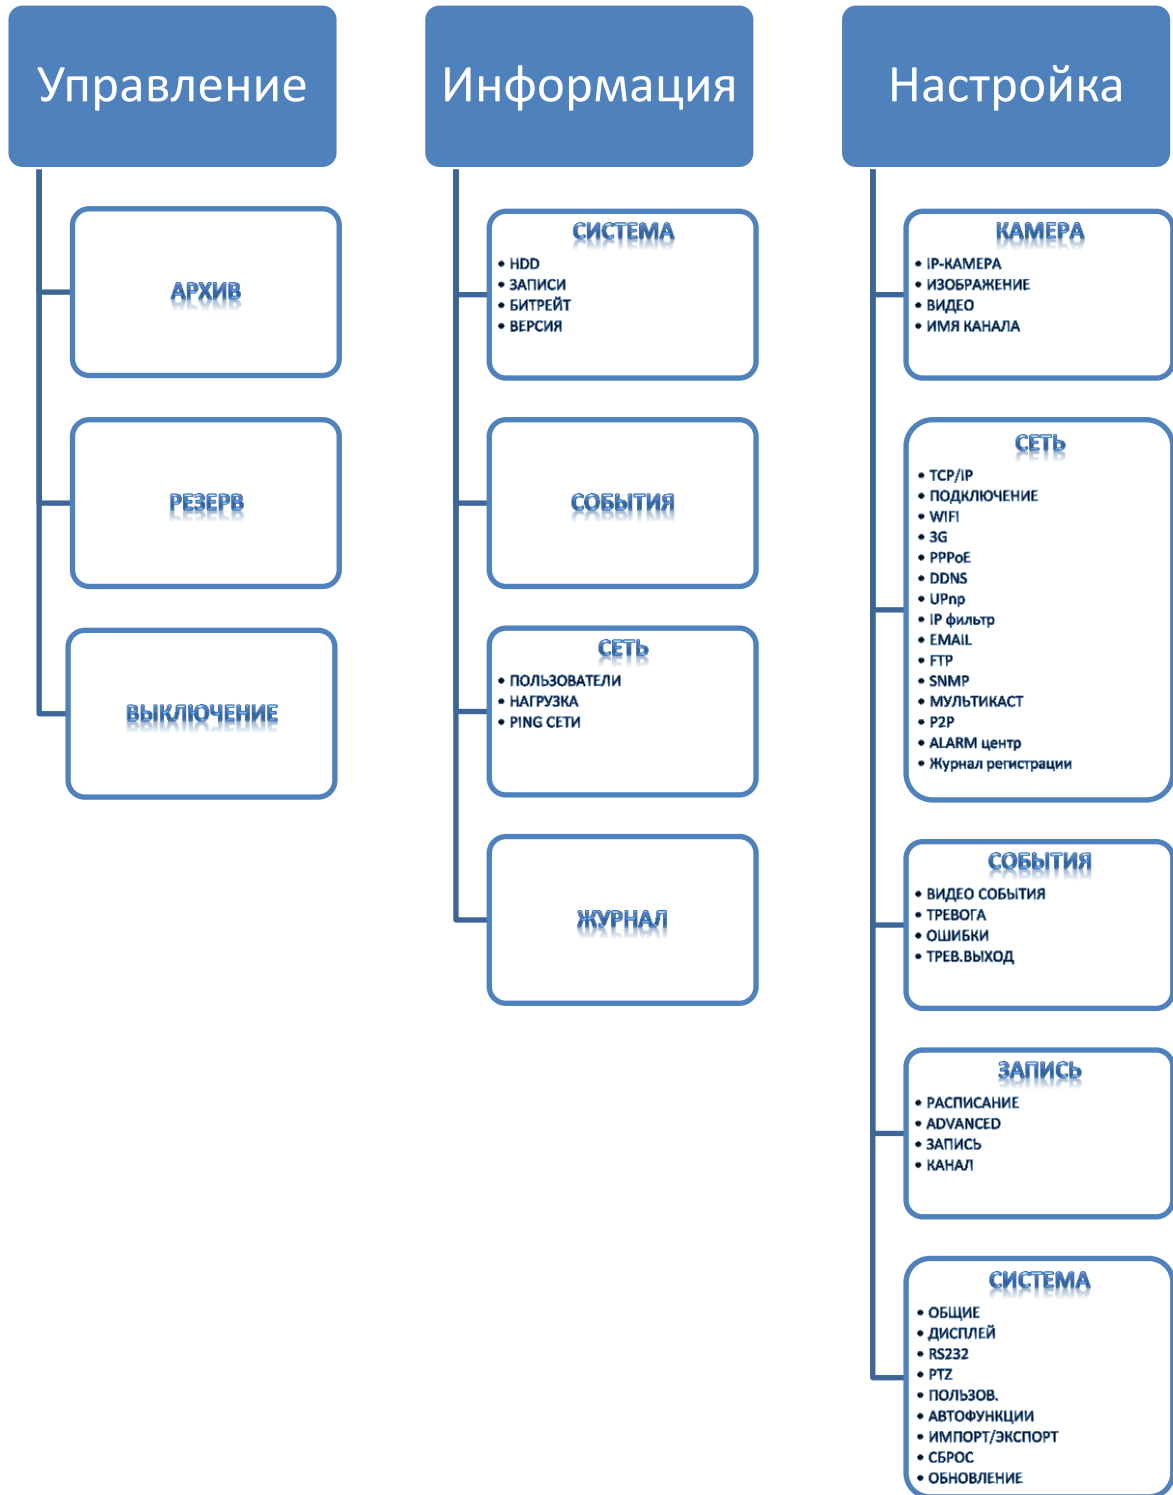 Управление
АРХИВ
РЕЗЕРВ
ВЫКЛЮЧЕНИЕ
Информация
СИСТЕМА
• HDD
• ЗАПИСИ
• БИТРЕЙТ
• ВЕРСИЯ
СОБЫТИЯ
СЕТЬ
• ПОЛЬЗОВАТЕЛИ
• НАГРУЗКА
• PING СЕТИ
ЖУРНАЛ
Настройка
КАМЕРА
• IP-КАМЕРА
• ИЗОБРАЖЕНИЕ
• ВИДЕО
• ИМЯ КАНАЛА
СЕТЬ
• TCP/IP
• ПОДКЛЮЧЕНИЕ
• WIFI
• 3G
• PPPoE
• DDNS
• UPnp
• IP фильтр
• EMAIL
• FTP
• SNMP
• МУЛЬТИКАСТ
• P2P
• ALARM центр
• Журнал регистрации
СОБЫТИЯ
• ВИДЕО СОБЫТИЯ
• ТРЕВОГА
• ОШИБКИ
• ТРЕВ.ВЫХОД
ЗАПИСЬ
• РАСПИСАНИЕ
• ADVANCED
• ЗАПИСЬ
• КАНАЛ
СИСТЕМА
• ОБЩИЕ
• ДИСПЛЕЙ
• RS232
• PTZ
• ПОЛЬЗОВ.
• АВТОФУНКЦИИ
• ИМПОРТ/ЭКСПОРТ
• СБРОС
• ОБНОВЛЕНИЕ